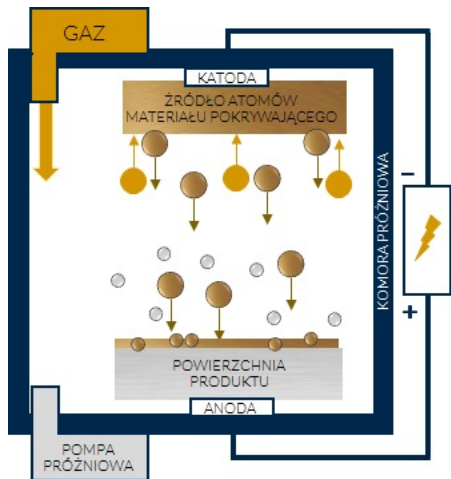 GAZ
KATODA
ŹRÓDŁO ATOMÓW
MATERIAŁU POKRYWAJĄCEGO
KOMORA PRÓŻNIOWA
–
+
POWIERZCHNIA
PRODUKTU
ANODA
POMPA
PRÓŻNIOWA